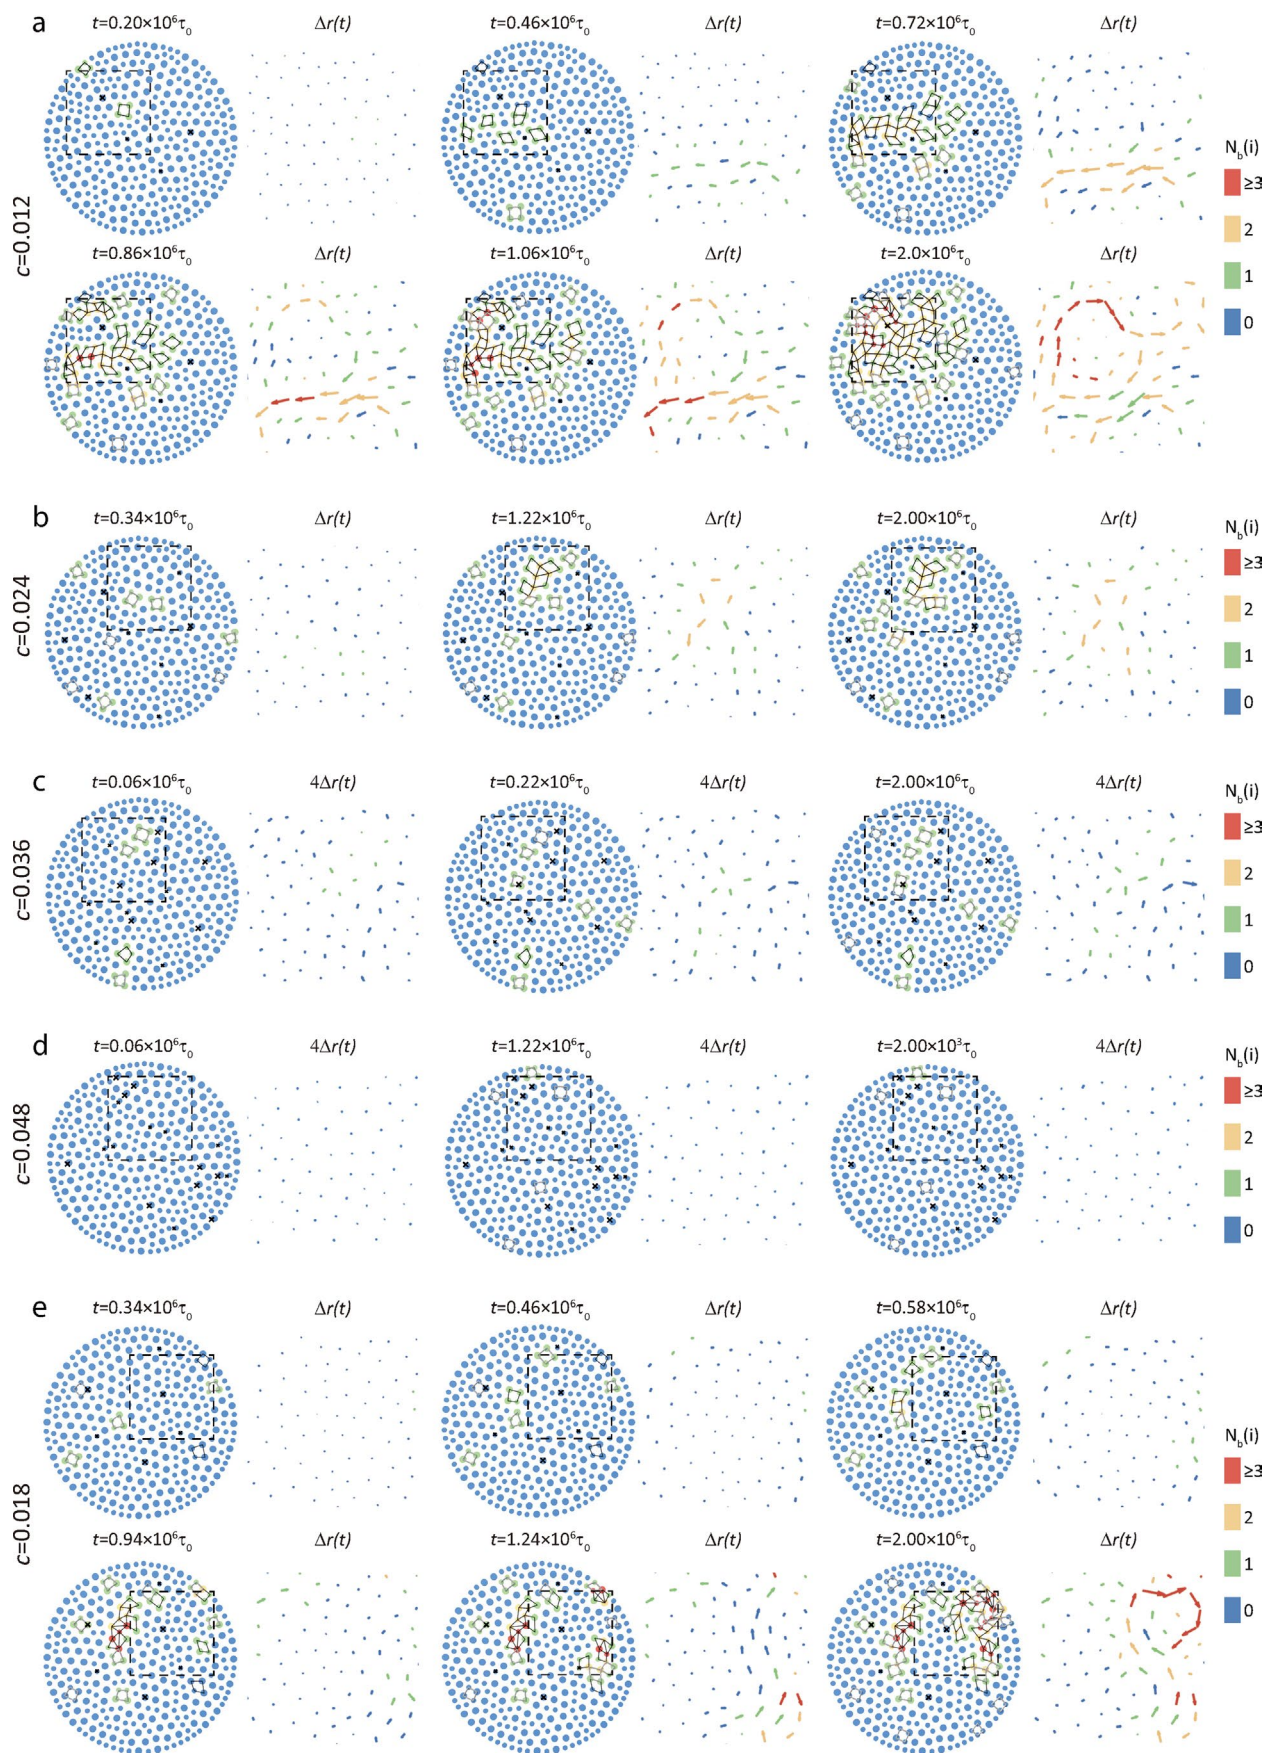 a
t=0.20×10⁶τ₀ Δr(t) t=0.46×10⁶τ₀ Δr(t) t=0.72×10⁶τ₀ Δr(t)
c=0.012
N_b(i)
≥3
2
1
0
t=0.86×10⁶τ₀ Δr(t) t=1.06×10⁶τ₀ Δr(t) t=2.0×10⁶τ₀ Δr(t)
b
t=0.34×10⁶τ₀ Δr(t) t=1.22×10⁶τ₀ Δr(t) t=2.00×10⁶τ₀ Δr(t)
c=0.024
N_b(i)
≥3
2
1
0
c
t=0.06×10⁶τ₀ 4Δr(t) t=0.22×10⁶τ₀ 4Δr(t) t=2.00×10⁶τ₀ 4Δr(t)
c=0.036
N_b(i)
≥3
2
1
0
d
t=0.06×10⁶τ₀ 4Δr(t) t=1.22×10⁶τ₀ 4Δr(t) t=2.00×10³τ₀ 4Δr(t)
c=0.048
N_b(i)
≥3
2
1
0
e
t=0.34×10⁶τ₀ Δr(t) t=0.46×10⁶τ₀ Δr(t) t=0.58×10⁶τ₀ Δr(t)
c=0.018
N_b(i)
≥3
2
1
0
t=0.94×10⁶τ₀ Δr(t) t=1.24×10⁶τ₀ Δr(t) t=2.00×10⁶τ₀ Δr(t)